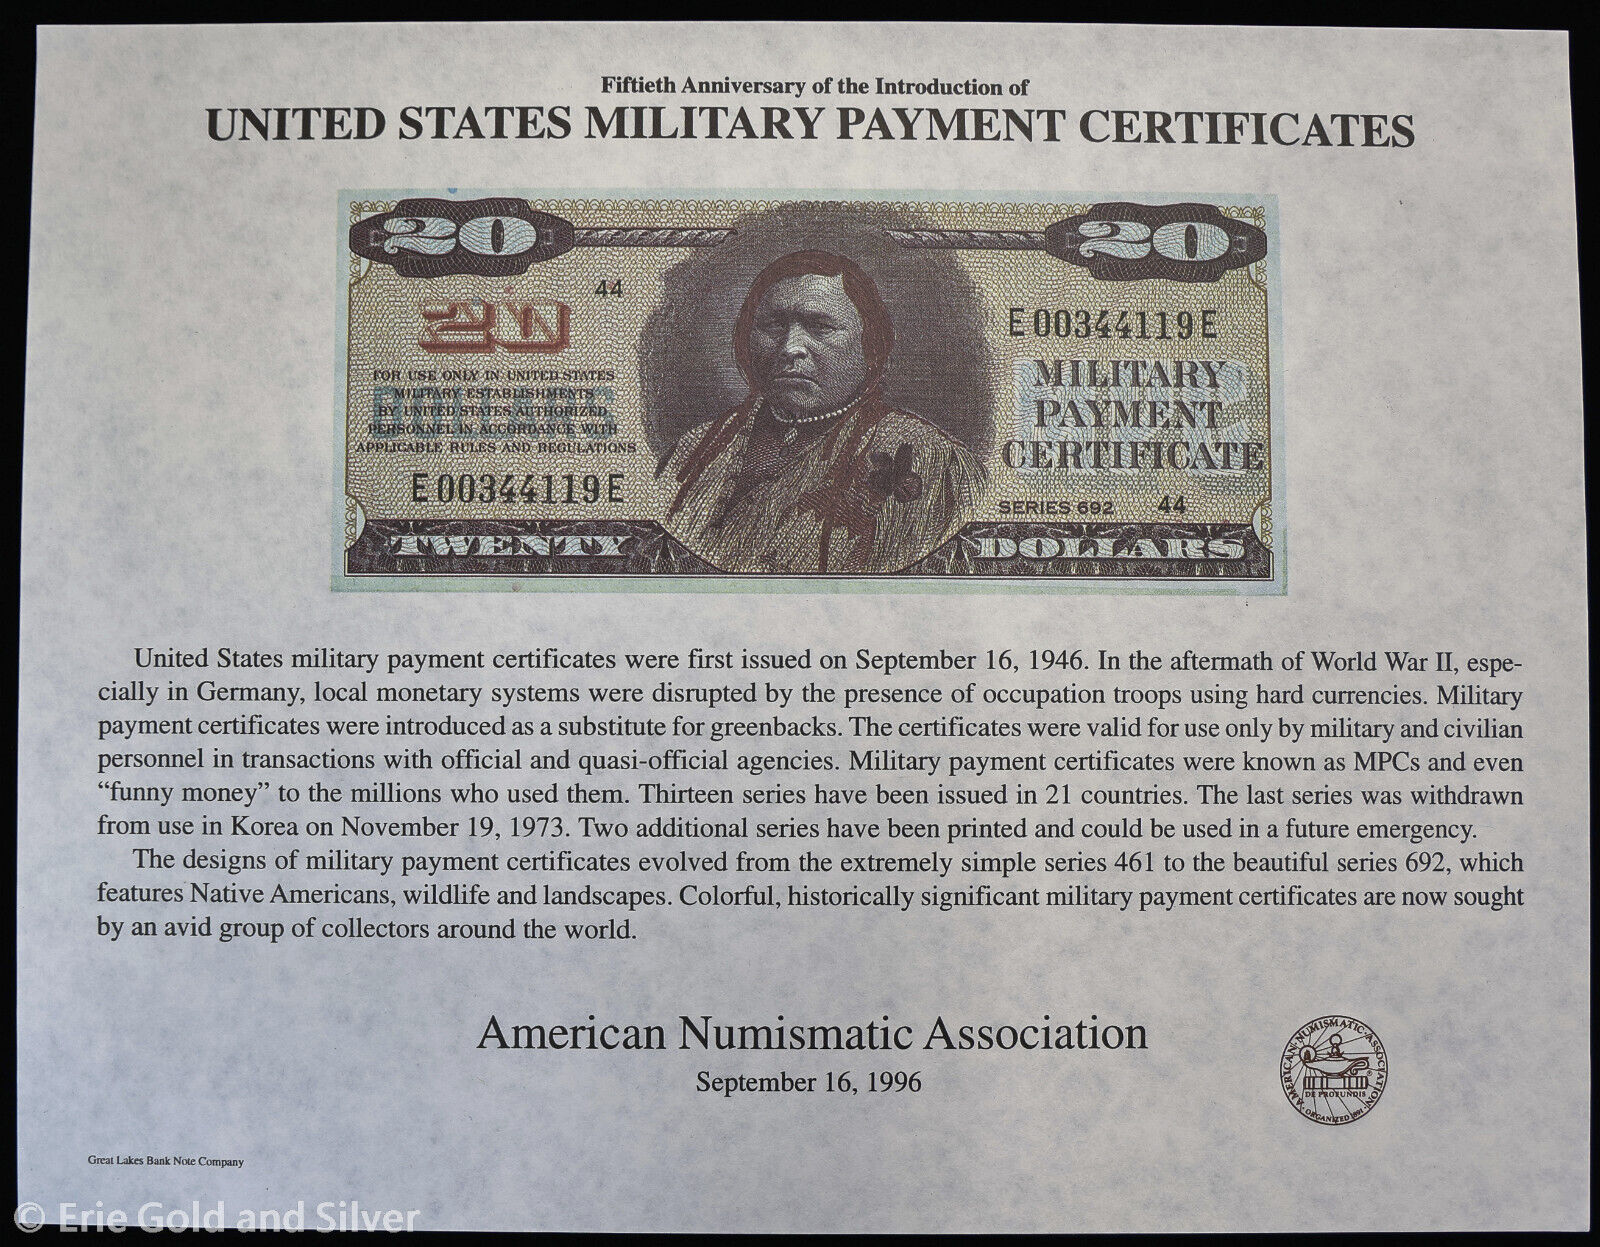 Fiftieth Anniversary of the Introduction of
UNITED STATES MILITARY PAYMENT CERTIFICATES
20
20
44
20
E00344119E
FOR USE ONLY IN UNITED STATES
MILITARY ESTABLISHMENTS
BY UNITED STATES AUTHORIZED
PERSONNEL IN ACCORDANCE WITH
APPLICABLE RULES AND REGULATIONS
MILITARY
PAYMENT
CERTIFICATE
E00344119E
SERIES 692
44
TWENTY
DOLLARS
United States military payment certificates were first issued on September 16, 1946. In the aftermath of World War II, espe-
cially in Germany, local monetary systems were disrupted by the presence of occupation troops using hard currencies. Military
payment certificates were introduced as a substitute for greenbacks. The certificates were valid for use only by military and civilian
personnel in transactions with official and quasi-official agencies. Military payment certificates were known as MPCs and even
“funny money” to the millions who used them. Thirteen series have been issued in 21 countries. The last series was withdrawn
from use in Korea on November 19, 1973. Two additional series have been printed and could be used in a future emergency.
The designs of military payment certificates evolved from the extremely simple series 461 to the beautiful series 692, which
features Native Americans, wildlife and landscapes. Colorful, historically significant military payment certificates are now sought
by an avid group of collectors around the world.
American Numismatic Association
September 16, 1996
AMERICAN NUMISMATIC ASSOCIATION
DE PROFUNDIS
ORGANIZED 1891
Great Lakes Bank Note Company
© Erie Gold and Silver